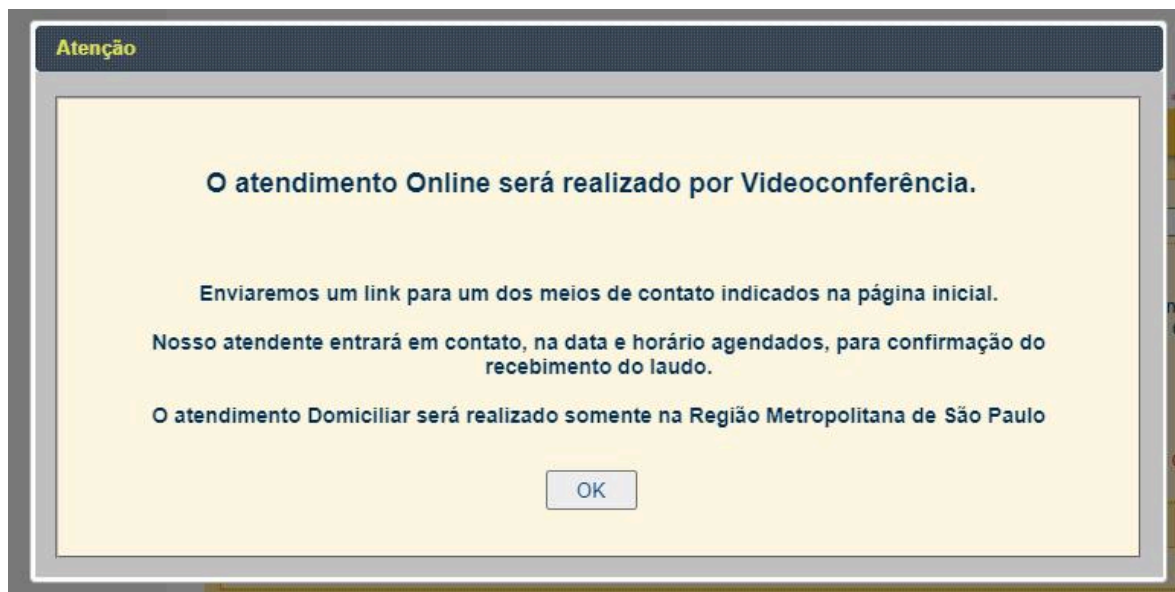 Atenção
O atendimento Online será realizado por Videoconferência.
Enviaremos um link para um dos meios de contato indicados na página inicial.
Nosso atendente entrará em contato, na data e horário agendados, para confirmação do
recebimento do laudo.
O atendimento Domiciliar será realizado somente na Região Metropolitana de São Paulo
OK